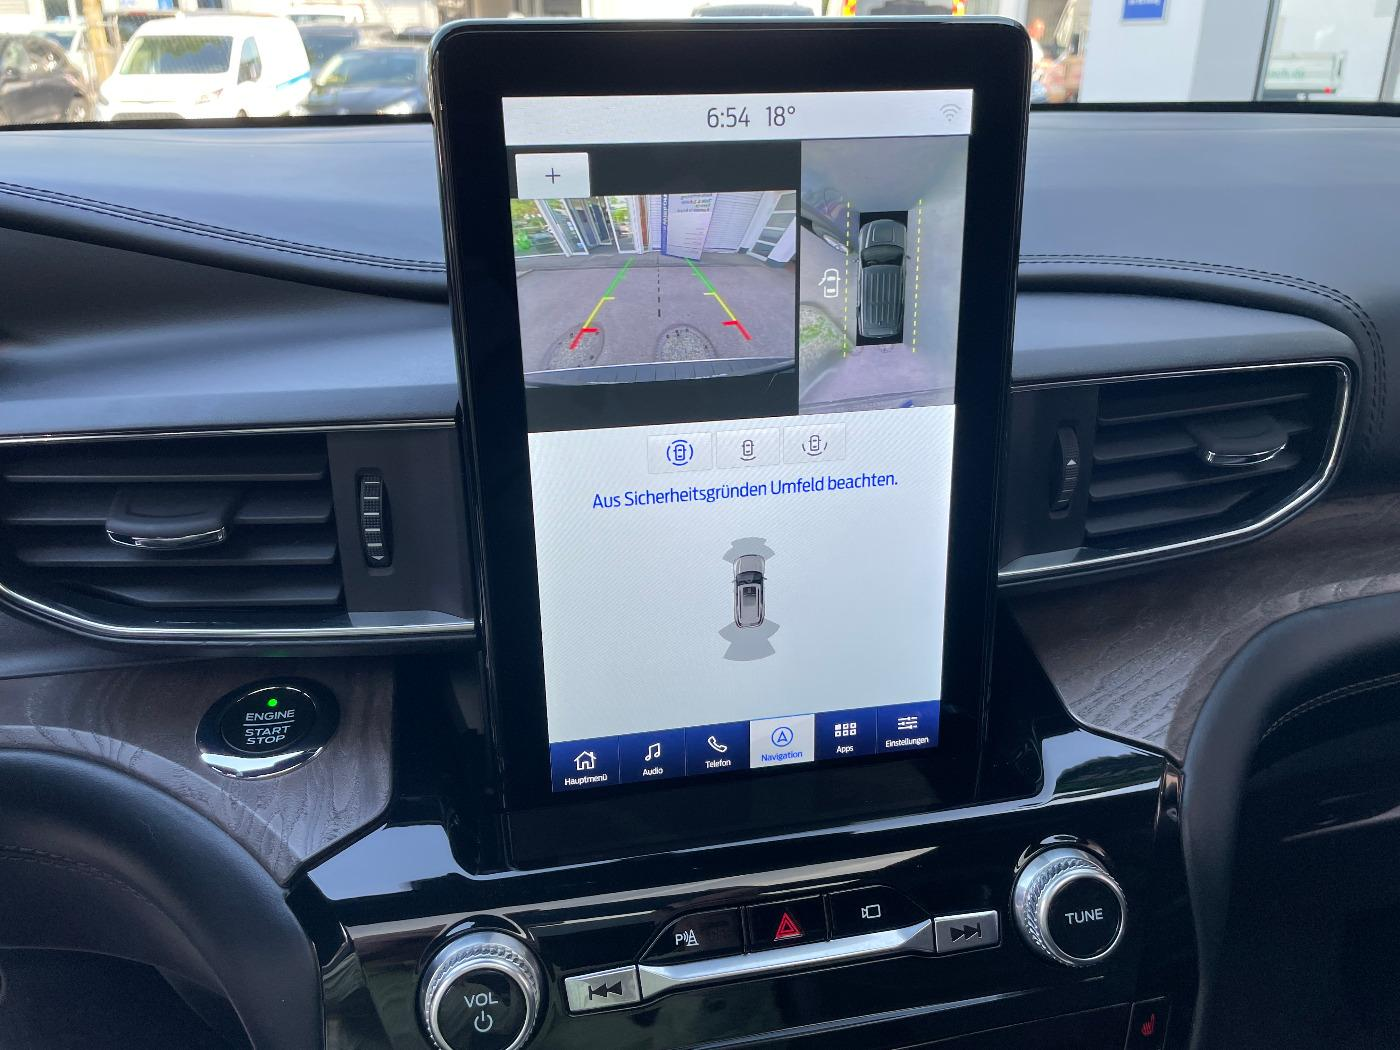 6:54 18°
+
Aus Sicherheitsgründen Umfeld beachten.
Hauptmenü
Audio
Telefon
Navigation
Apps
Einstellungen
ENGINE
START
STOP
P
VOL
TUNE